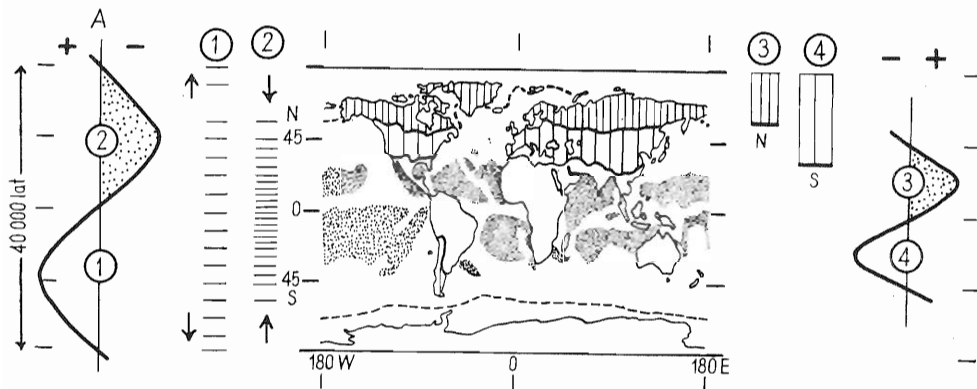 A
+ −
① ②
③ ④
− +
N
45
0
45
S
②
①
40 000 lat
N
S
③
④
180 W 0 180 E